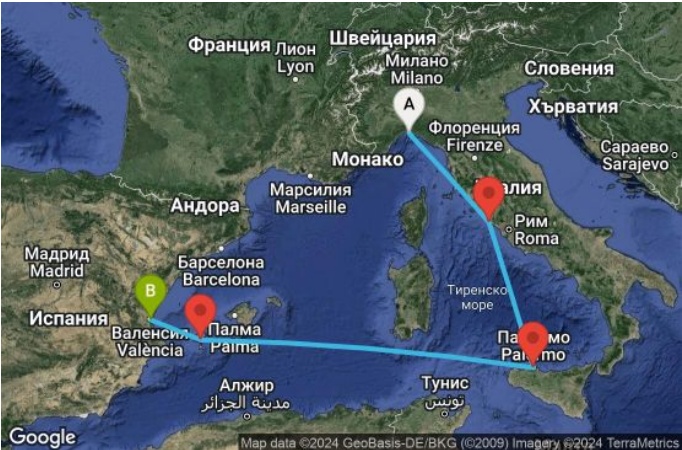 Франция
Лион
Lyon
Швейцария
Милано
Milano
A
Словения
Хърватия
Флоренция
Firenze
Сараево
Sarajevo
Монако
Марсилия
Marseille
Андора
Рим
Roma
Мадрид
Madrid
Барселона
Barcelona
B
Тиренско
море
Испания
Валенсия
València
Палма
Palma
Алжир
مدينة الجزائر
Тунис
تونس
Google
Map data ©2024 GeoBasis-DE/BKG (©2009) Imagery ©2024 TerraMetrics